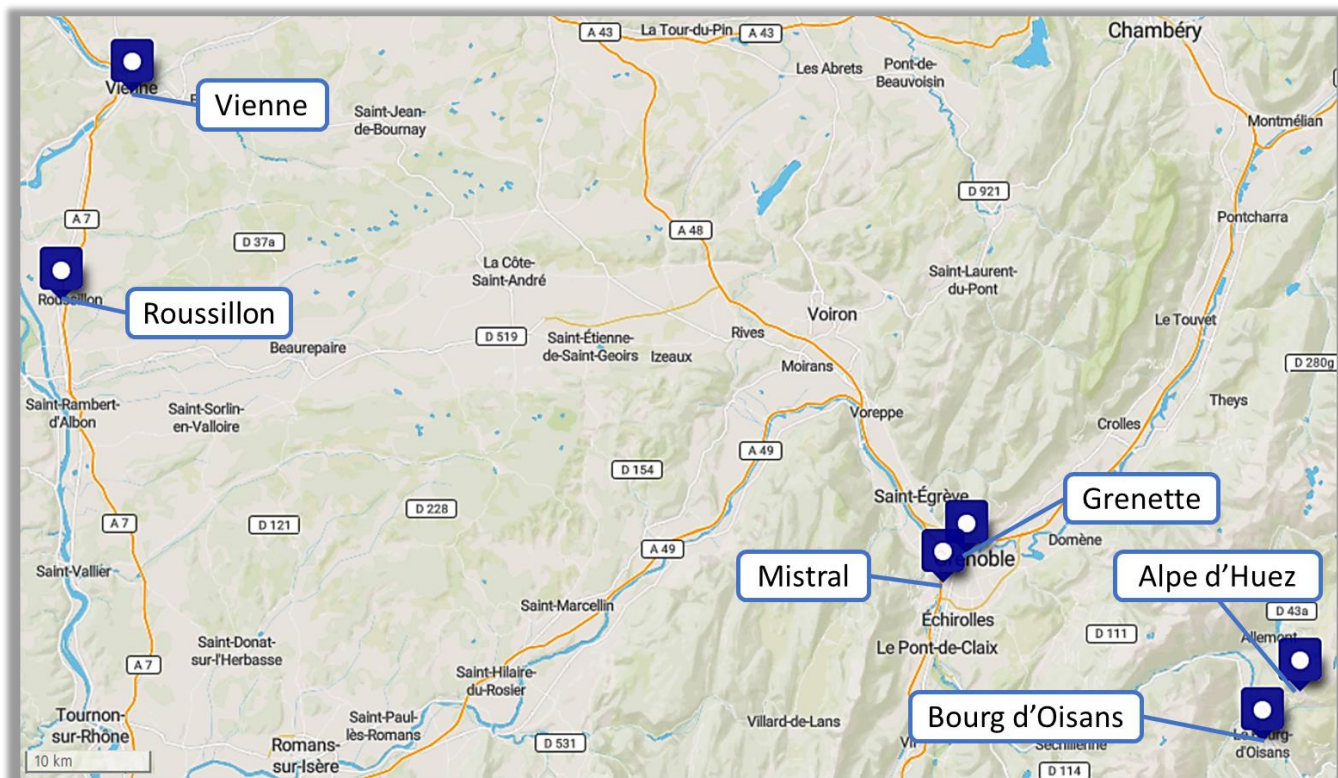 La Tour-du-Pin
A 43
A 43
Chambéry
Les Abrets
Pont-de-
Beauvoisin
Vienne
Vienne
Saint-Jean
de-Bournay
Montmélian
D 921
A 7
D 37a
A 48
Pontcharra
La Côte-
Saint-André
Saint-Laurent-
du-Pont
Roussillon
Roussillon
Voiron
Le Touvet
D 519
Saint-Étienne-
de-Saint-Geoirs
Izeaux
Rives
Beaurepaire
Moirans
D 280g
Saint-Rambert-
d'Albon
Saint-Sorlin-
en-Valloire
Voreppe
Theys
Crolles
A 49
D 154
Saint-Égrève
Grenette
A 7
D 121
D 228
A 49
Domène
Grenoble
Mistral
Alpe d'Huez
Saint-Vallier
Saint-Marcellin
Échirolles
D 43a
D 111
Allemont
Saint-Donat-
sur-l'Herbasse
Le Pont-de-Claix
A 7
Saint-Hilaire-
du-Rosier
Bourg d'Oisans
Tournon-
sur-Rhône
Saint-Paul-
lès-Romans
Villard-de-Lans
Le Bourg-
d'Oisans
Romans-
sur-Isère
D 531
Séchilienne
D 114
10 km